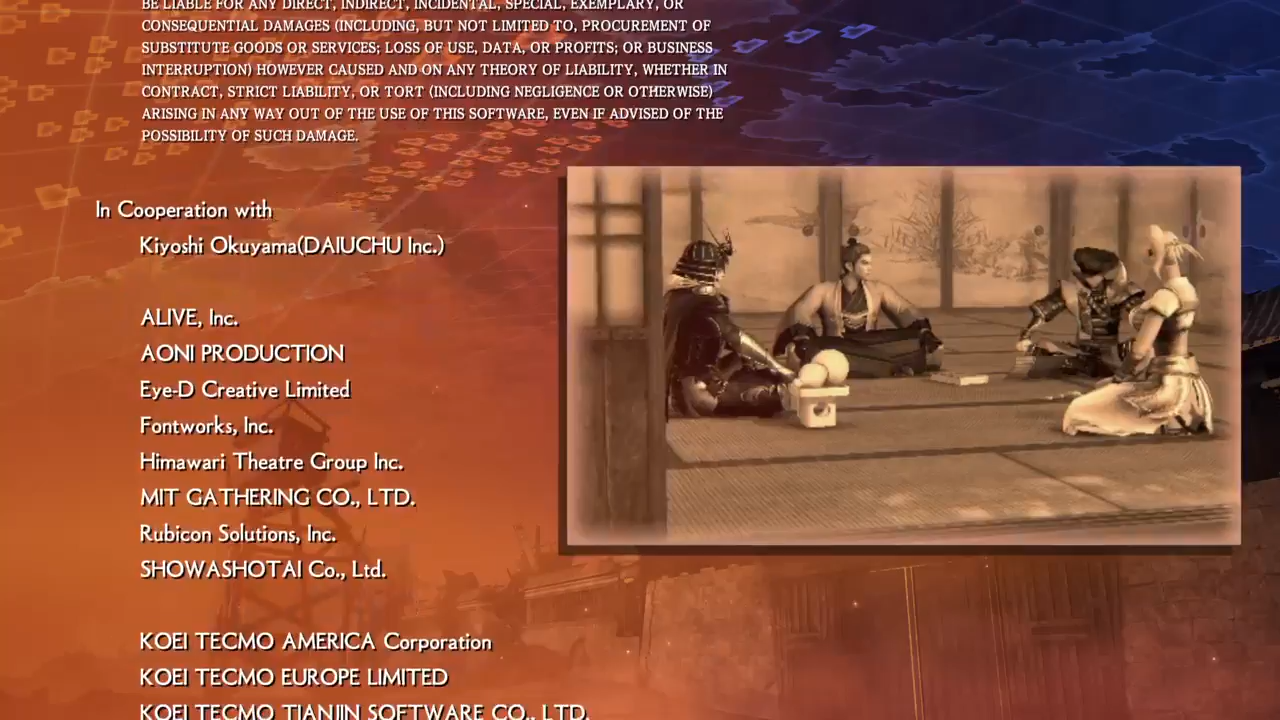 BE LIABLE FOR ANY DIRECT, INDIRECT, INCIDENTAL, SPECIAL, EXEMPLARY, OR
CONSEQUENTIAL DAMAGES (INCLUDING, BUT NOT LIMITED TO, PROCUREMENT OF
SUBSTITUTE GOODS OR SERVICES; LOSS OF USE, DATA, OR PROFITS; OR BUSINESS
INTERRUPTION) HOWEVER CAUSED AND ON ANY THEORY OF LIABILITY, WHETHER IN
CONTRACT, STRICT LIABILITY, OR TORT (INCLUDING NEGLIGENCE OR OTHERWISE)
ARISING IN ANY WAY OUT OF THE USE OF THIS SOFTWARE, EVEN IF ADVISED OF THE
POSSIBILITY OF SUCH DAMAGE.
In Cooperation with
Kiyoshi Okuyama(DAIUCHU Inc.)
ALIVE, Inc.
AONI PRODUCTION
Eye-D Creative Limited
Fontworks, Inc.
Himawari Theatre Group Inc.
MIT GATHERING CO., LTD.
Rubicon Solutions, Inc.
SHOWASHOTAI Co., Ltd.
KOEI TECMO AMERICA Corporation
KOEI TECMO EUROPE LIMITED
KOEI TECMO TIANJIN SOFTWARE CO., LTD.